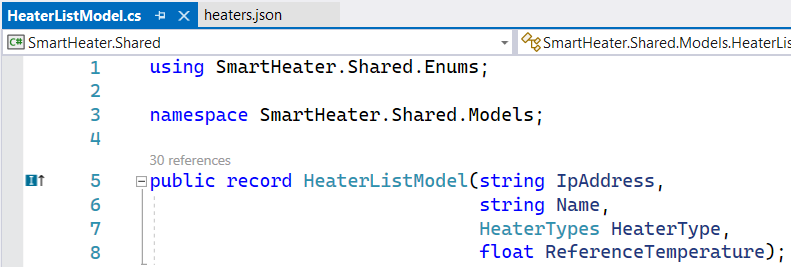 HeaterListModel.cs heaters.json
SmartHeater.Shared SmartHeater.Shared.Models.HeaterLis
1 using SmartHeater.Shared.Enums;
2
3 namespace SmartHeater.Shared.Models;
4
30 references
5 public record HeaterListModel(string IpAddress,
6 string Name,
7 HeaterTypes HeaterType,
8 float ReferenceTemperature);